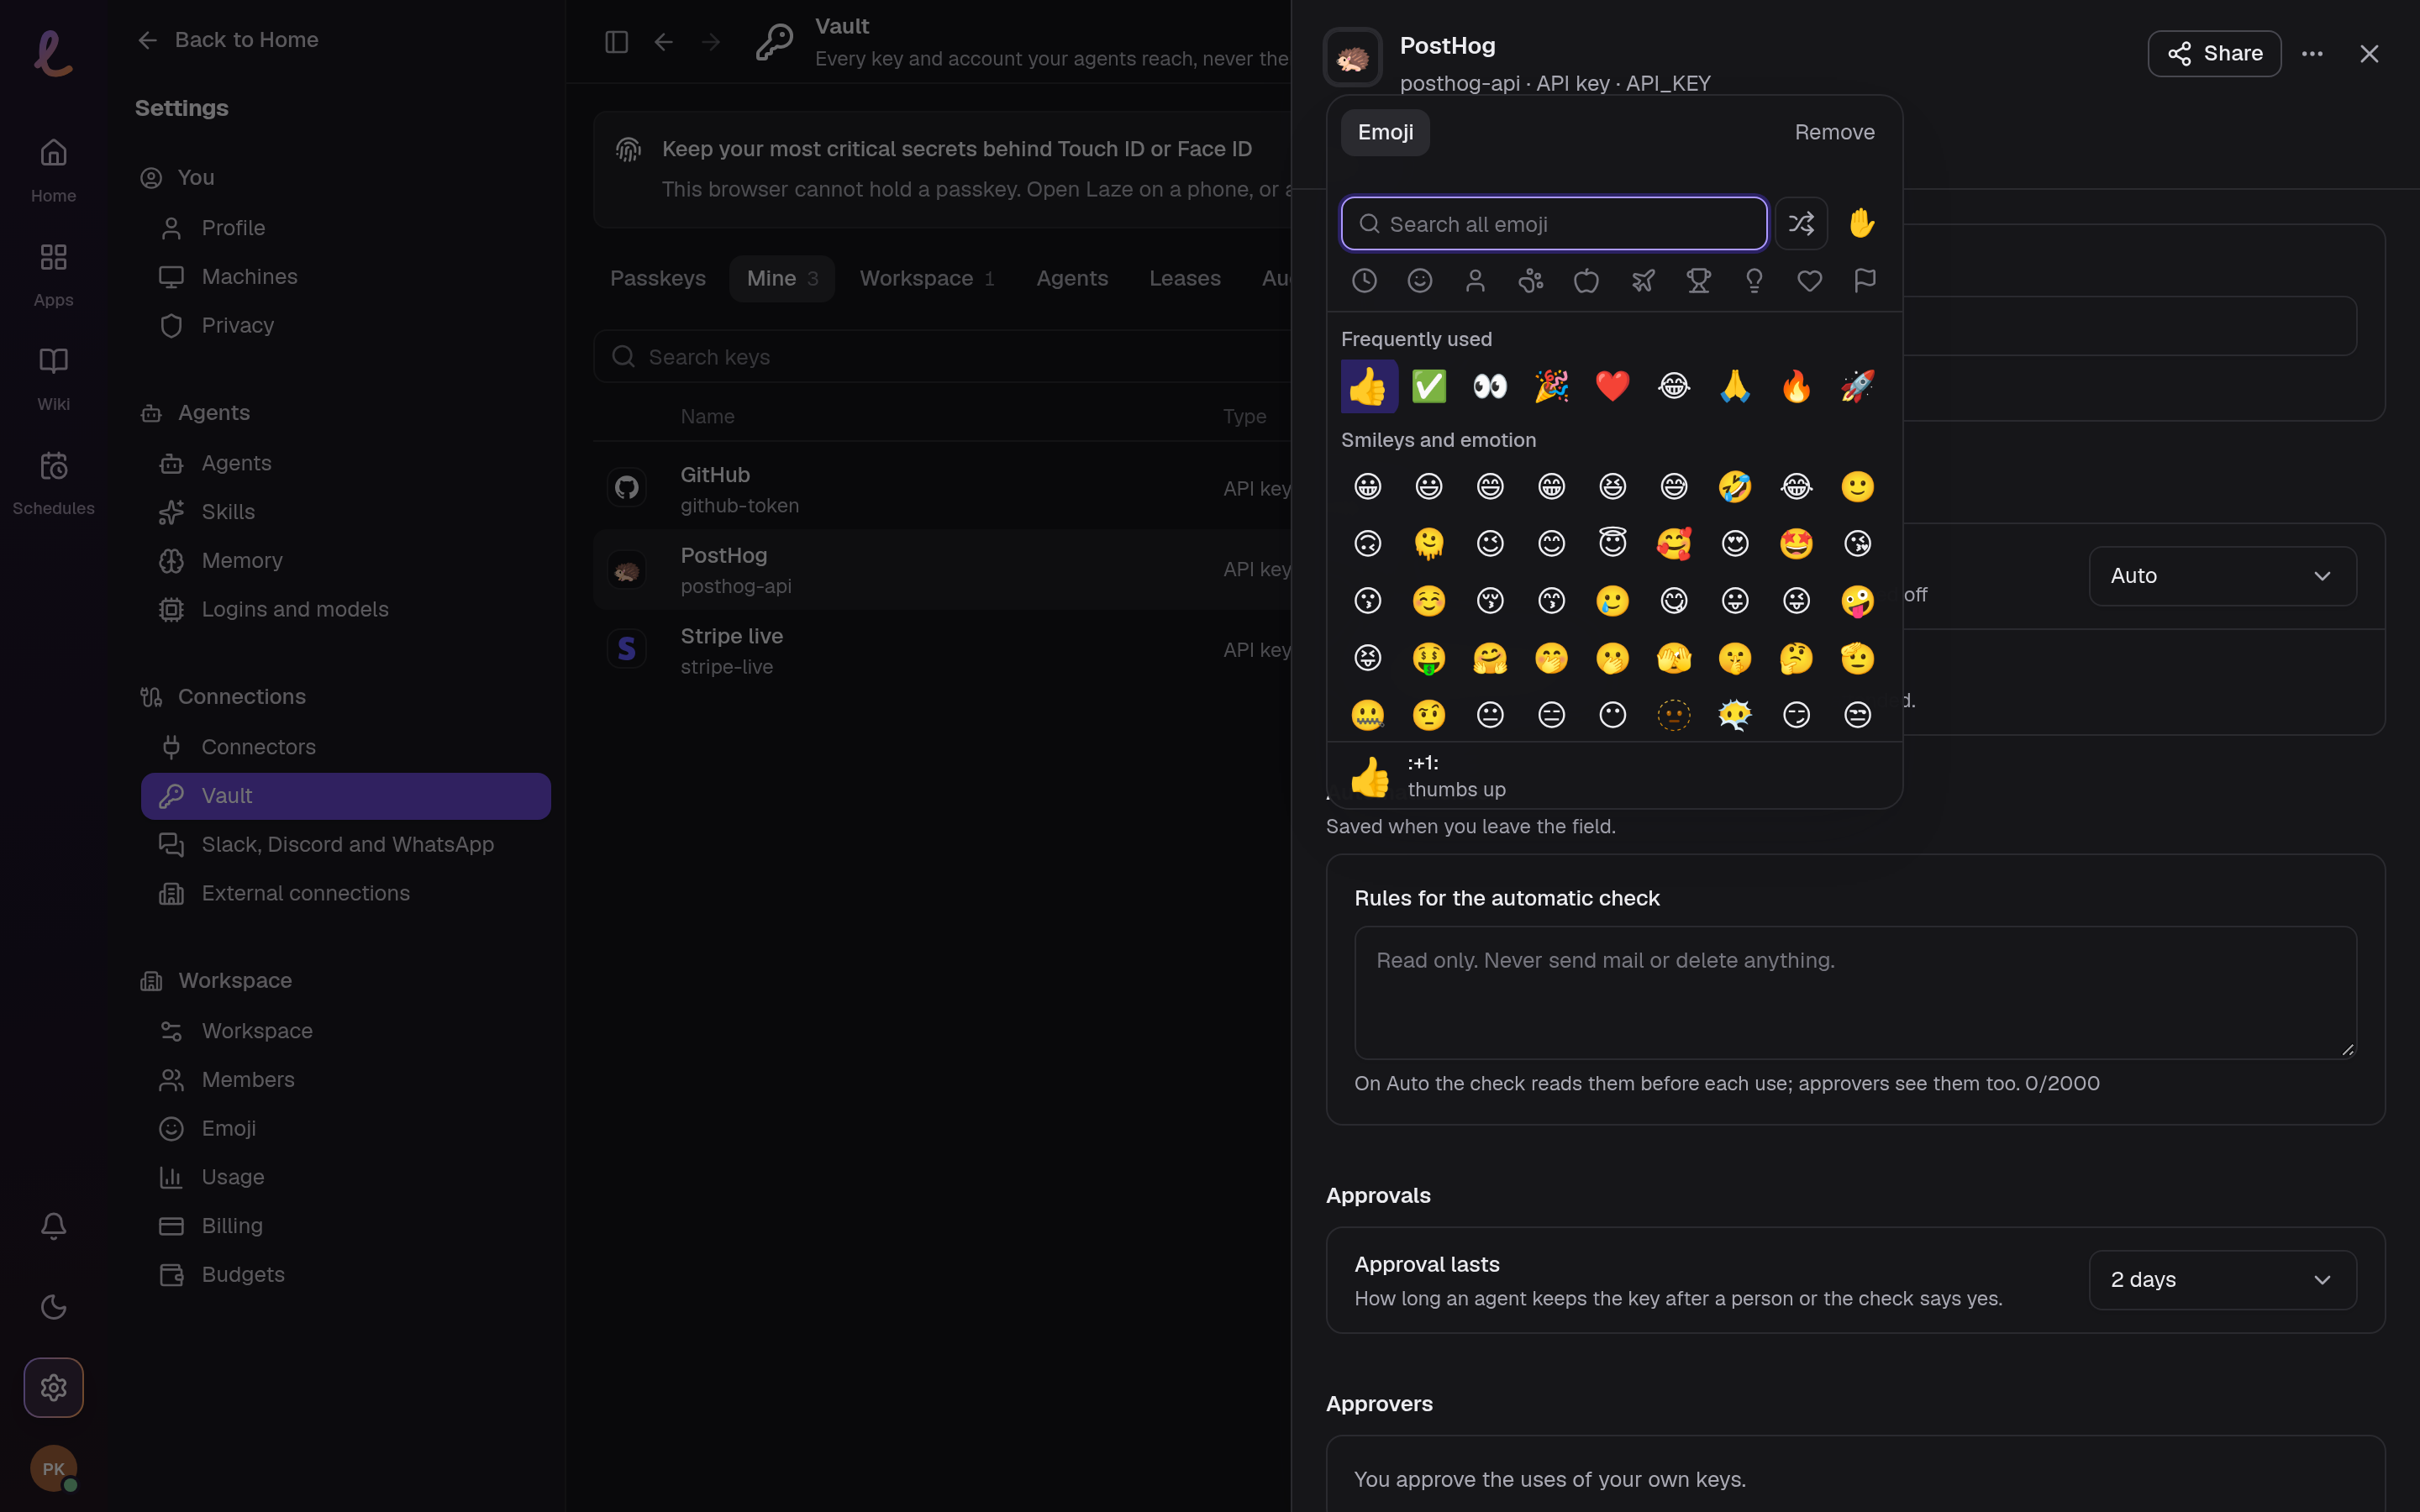 Back to Home
Settings
You
Profile
Machines
Privacy
Agents
Agents
Skills
Memory
Logins and models
Connections
Connectors
Vault
Slack, Discord and WhatsApp
External connections
Workspace
Workspace
Members
Emoji
Usage
Billing
Budgets
Home
Apps
Wiki
Schedules
PK
Vault
Every key and account your agents reach, never the
Keep your most critical secrets behind Touch ID or Face ID
This browser cannot hold a passkey. Open Laze on a phone, or a
Passkeys Mine 3 Workspace 1 Agents Leases Au
Search keys
Name Type
GitHub
github-token
API key
PostHog
posthog-api
API key
Stripe live
stripe-live
API key
PostHog
posthog-api · API key · API_KEY
Share
Emoji
Remove
Search all emoji
Frequently used
Smileys and emotion
:+1:
thumbs up
Auto
off
d.
Saved when you leave the field.
Rules for the automatic check
Read only. Never send mail or delete anything.
On Auto the check reads them before each use; approvers see them too. 0/2000
Approvals
Approval lasts
How long an agent keeps the key after a person or the check says yes.
2 days
Approvers
You approve the uses of your own keys.